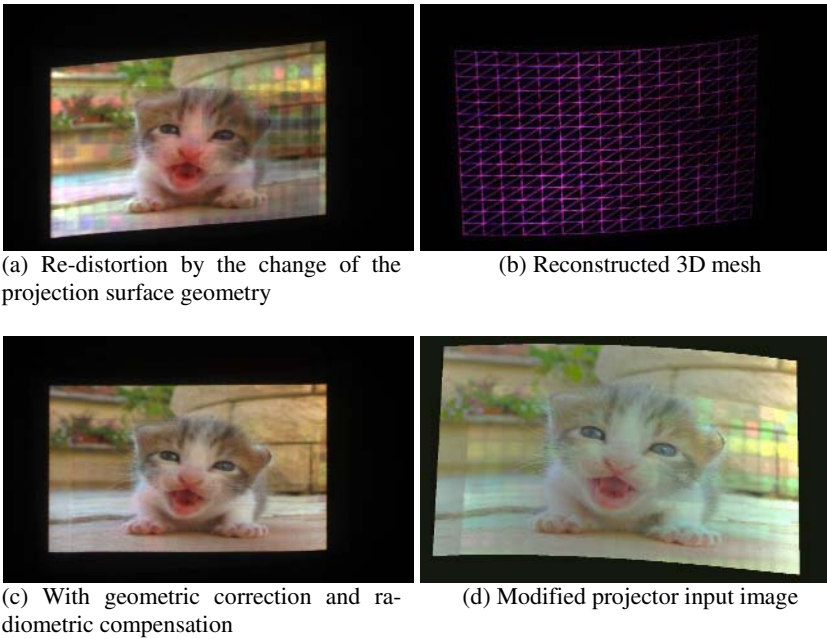 (a) Re-distortion by the change of the
projection surface geometry
(b) Reconstructed 3D mesh
(c) With geometric correction and ra-
diometric compensation
(d) Modified projector input image